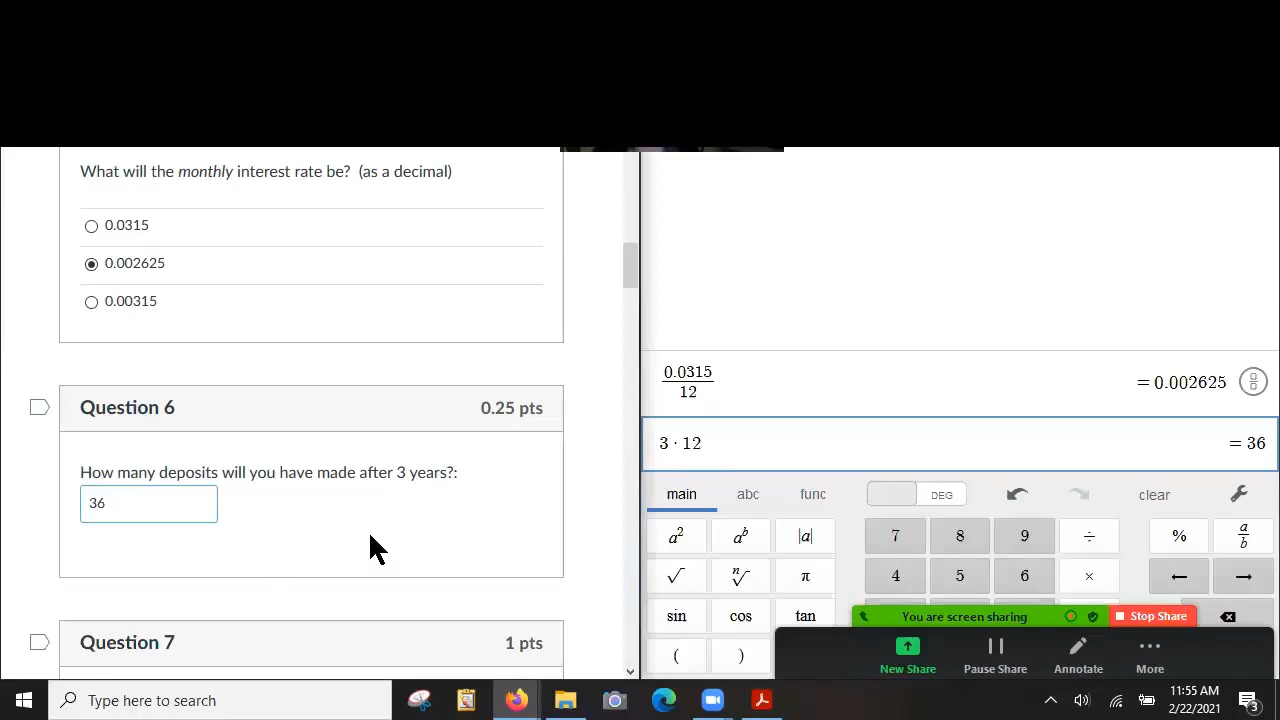 What will the monthly interest rate be? (as a decimal)
0.0315
0.002625
0.00315
Question 6
0.25 pts
How many deposits will you have made after 3 years?:
36
Question 7
1 pts
0.0315
12
= 0.002625
3 · 12
= 36
main
abc
func
DEG
clear
a²
aᵇ
|a|
7
8
9
÷
%
a
b
√
ⁿ√
π
4
5
6
×
←
→
sin
cos
tan
You are screen sharing
Stop Share
(
)
New Share
Pause Share
Annotate
More
Type here to search
11:55 AM
2/22/2021
3